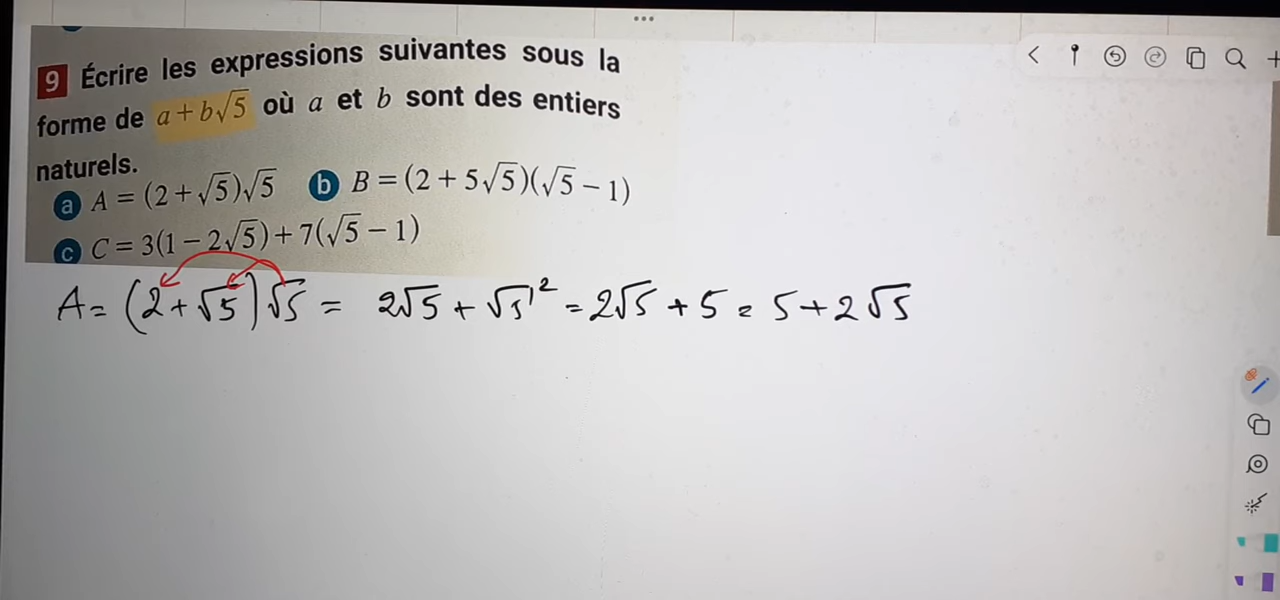 9 Écrire les expressions suivantes sous la
forme de a+b√5 où a et b sont des entiers
naturels.
a A = (2+√5)√5 b B = (2+5√5)(√5−1)
c C = 3(1−2√5)+7(√5−1)
A = (2+√5)√5 = 2√5 + √5² = 2√5 + 5 = 5+2√5